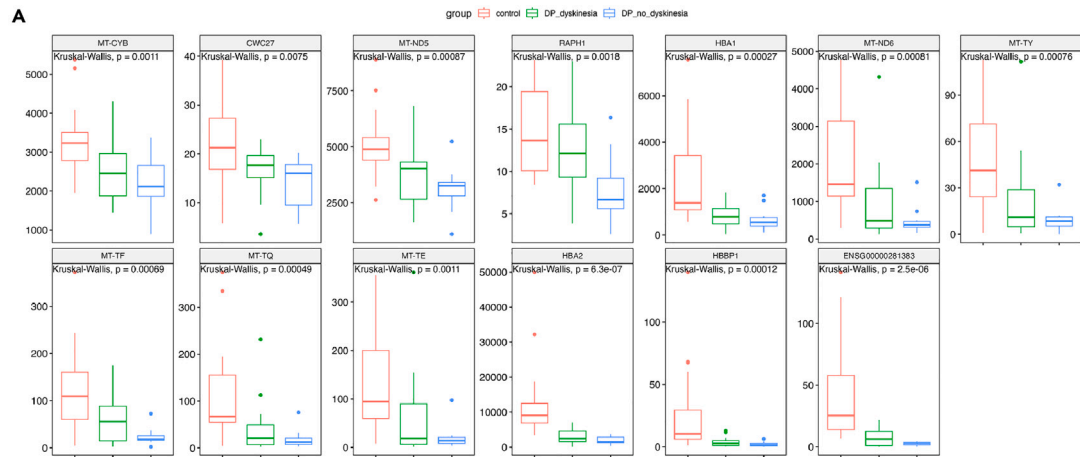 A
group control DP_dyskinesia DP_no_dyskinesia
MT-CYB CWC27 MT-ND5 RAPH1 HBA1 MT-ND6 MT-TY
Kruskal-Wallis, p = 0.0011 Kruskal-Wallis, p = 0.0075 Kruskal-Wallis, p = 0.00087 Kruskal-Wallis, p = 0.0018 Kruskal-Wallis, p = 0.00027 Kruskal-Wallis, p = 0.00081 Kruskal-Wallis, p = 0.00076
5000 4000 3000 2000 1000
40 30 20 10
7500 5000 2500
20 15 10 5
6000 4000 2000 0
5000 4000 3000 2000 1000 0
90 60 30 0
MT-TF MT-TQ MT-TE HBA2 HBBP1 ENSG00000281383
Kruskal-Wallis, p = 0.00069 Kruskal-Wallis, p = 0.00049 Kruskal-Wallis, p = 0.0011 Kruskal-Wallis, p = 6.3e-07 Kruskal-Wallis, p = 0.00012 Kruskal-Wallis, p = 2.5e-06
300 200 100 0
300 200 100 0
300 200 100 0
50000 40000 30000 20000 10000 0
100 50 0
100 50 0